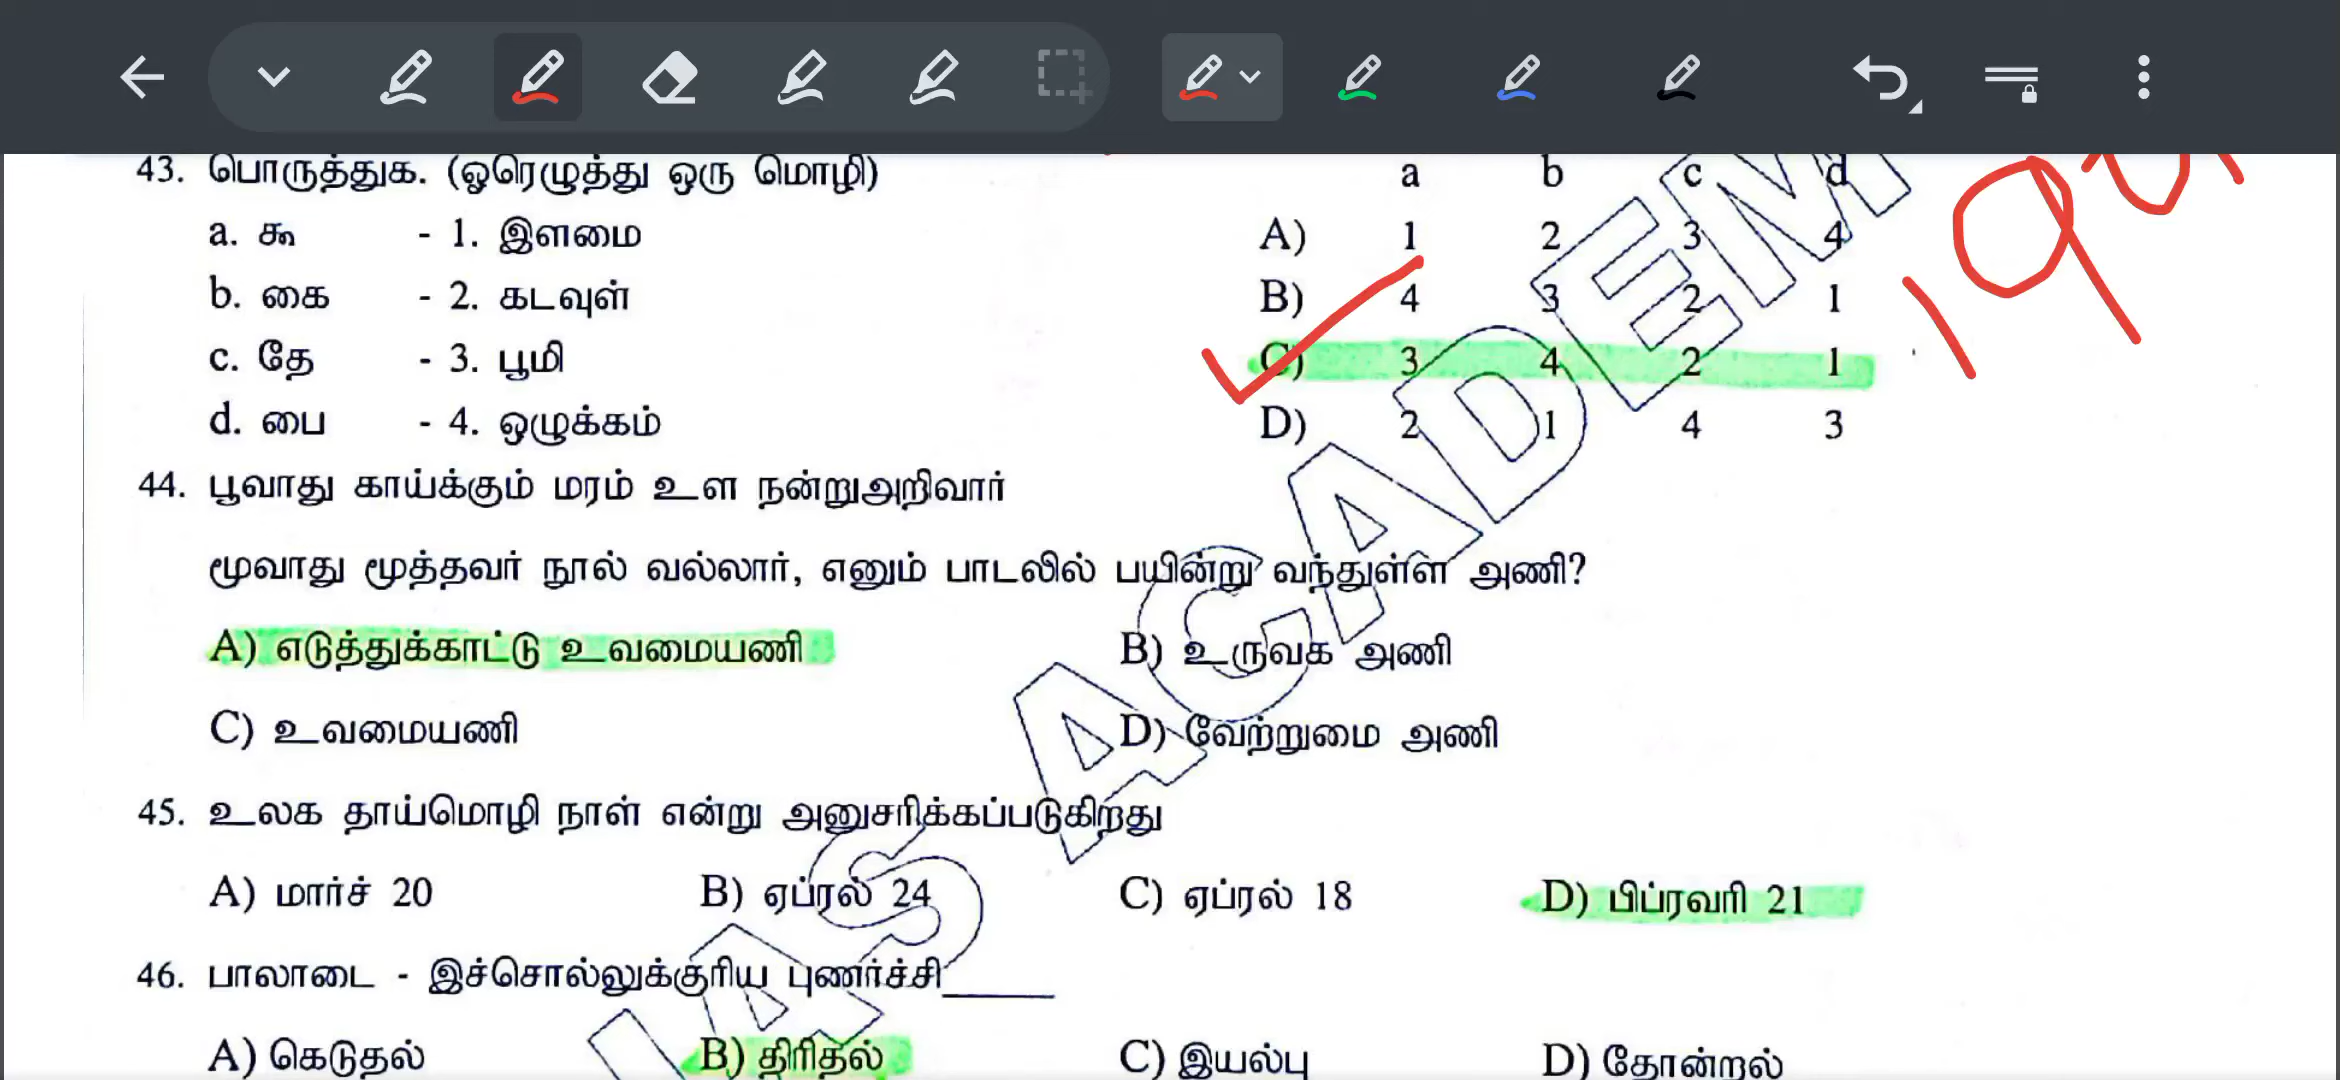 43. பொருத்துக. (ஓரெழுத்து ஒரு மொழி) a b c d
a. கூ - 1. இளமை A) 1 2 3 4
b. கை - 2. கடவுள் B) 4 3 2 1
c. தே - 3. பூமி C) 3 4 2 1
d. பை - 4. ஒழுக்கம் D) 2 1 4 3
44. பூவாது காய்க்கும் மரம் உள நன்றுஅறிவார்
மூவாது மூத்தவர் நூல் வல்லார், எனும் பாடலில் பயின்று வந்துள்ள அணி?
A) எடுத்துக்காட்டு உவமையணி B) உருவக அணி
C) உவமையணி D) வேற்றுமை அணி
45. உலக தாய்மொழி நாள் என்று அனுசரிக்கப்படுகிறது
A) மார்ச் 20 B) ஏப்ரல் 24 C) ஏப்ரல் 18 D) பிப்ரவரி 21
46. பாலாடை - இச்சொல்லுக்குரிய புணர்ச்சி______
A) கெடுதல் B) திரிதல் C) இயல்பு D) தோன்றல்
IAS ACADEM